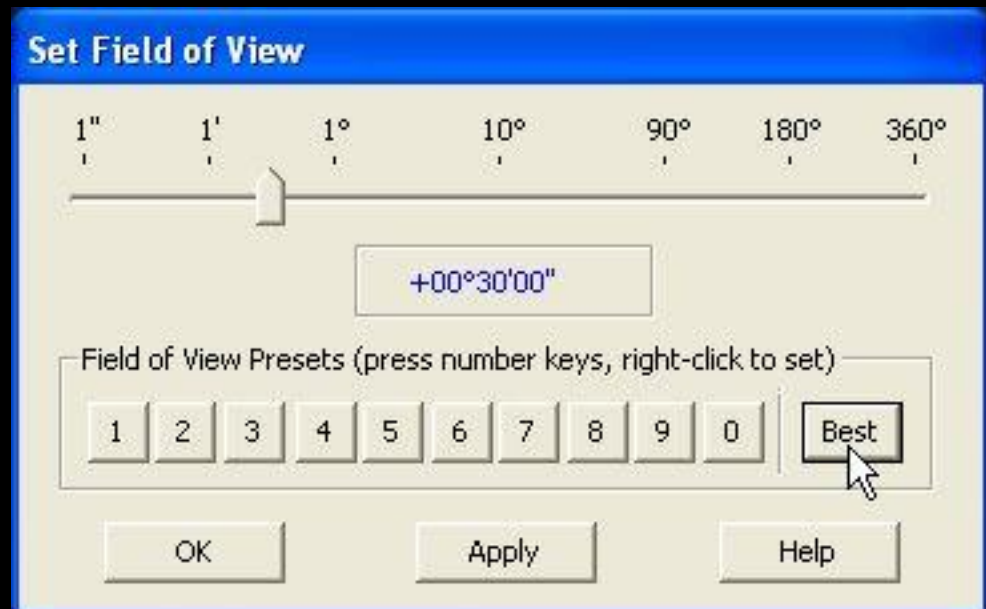 Set Field of View
1" 1' 1° 10° 90° 180° 360°
+00°30'00"
Field of View Presets (press number keys, right-click to set)
1 2 3 4 5 6 7 8 9 0 Best
OK Apply Help